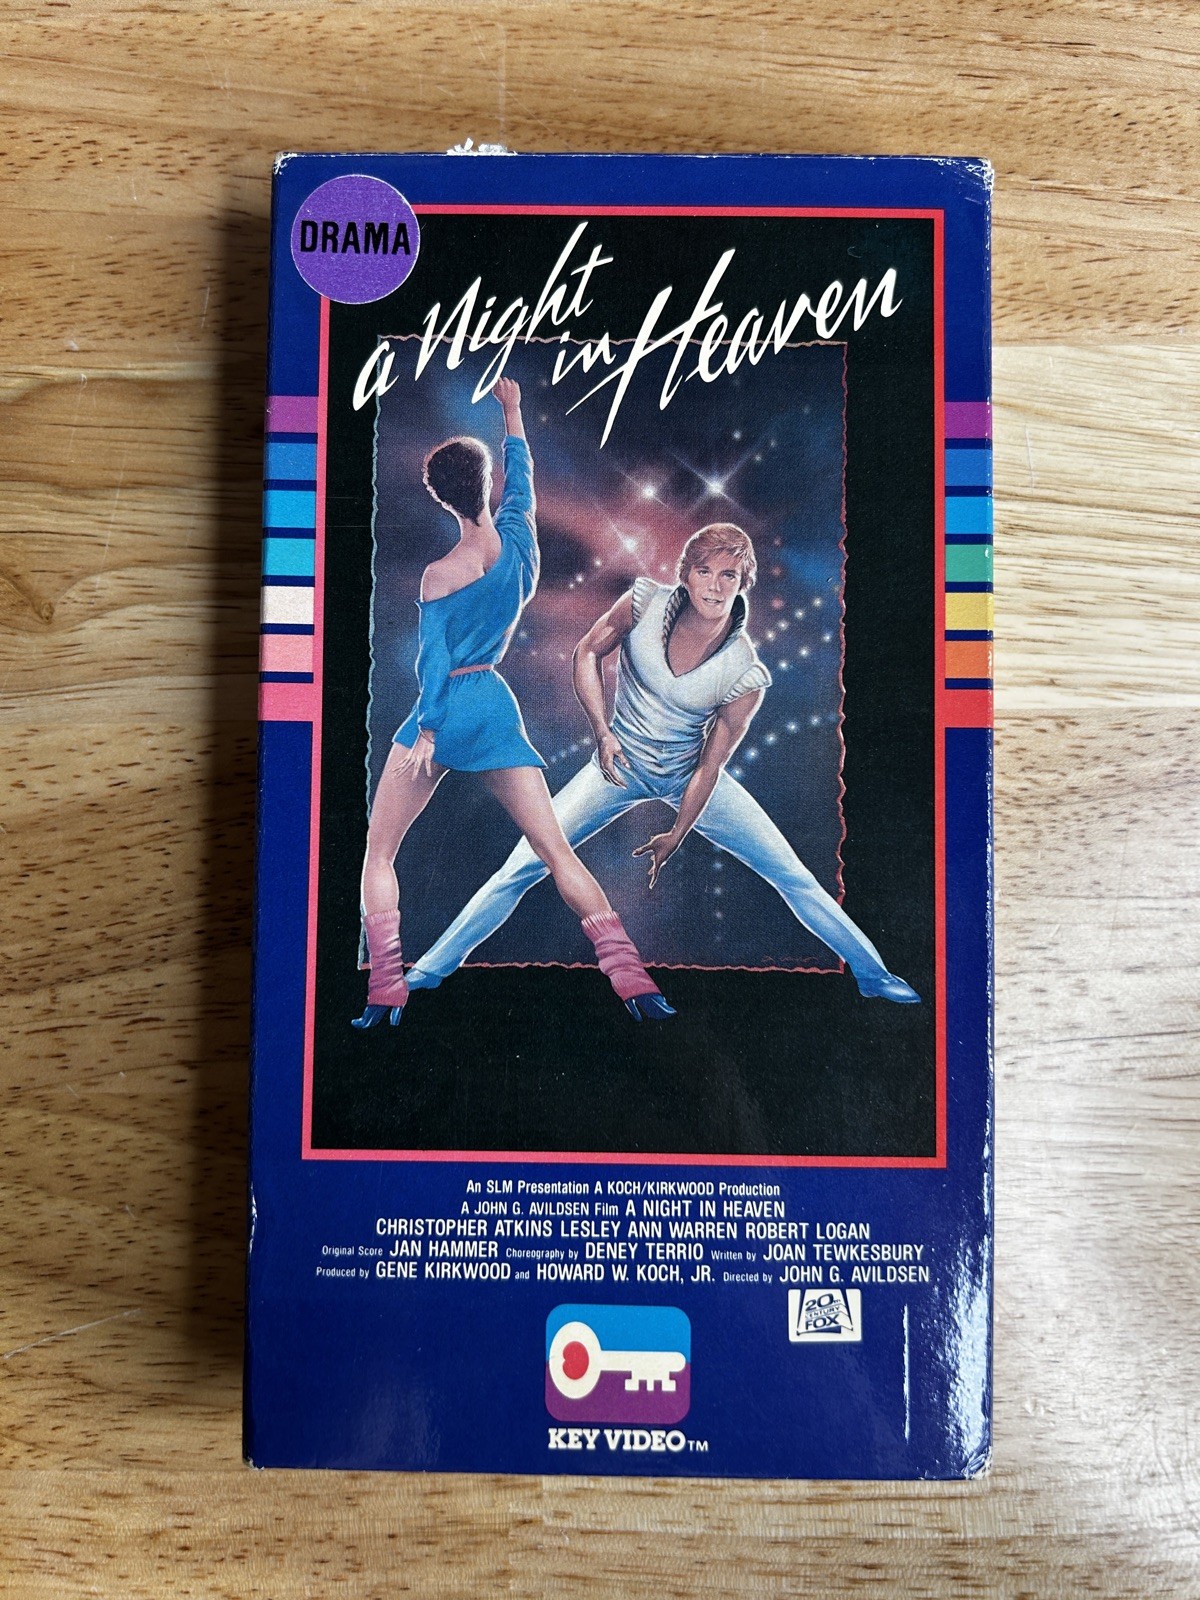 DRAMA
a Night in Heaven
An SLM Presentation A KOCH/KIRKWOOD Production
A JOHN G. AVILDSEN Film A NIGHT IN HEAVEN
CHRISTOPHER ATKINS LESLEY ANN WARREN ROBERT LOGAN
Original Score JAN HAMMER Choreography by DENEY TERRIO Written by JOAN TEWKESBURY
Produced by GENE KIRKWOOD and HOWARD W. KOCH, JR. Directed by JOHN G. AVILDSEN
20th
CENTURY
FOX
KEY VIDEO TM